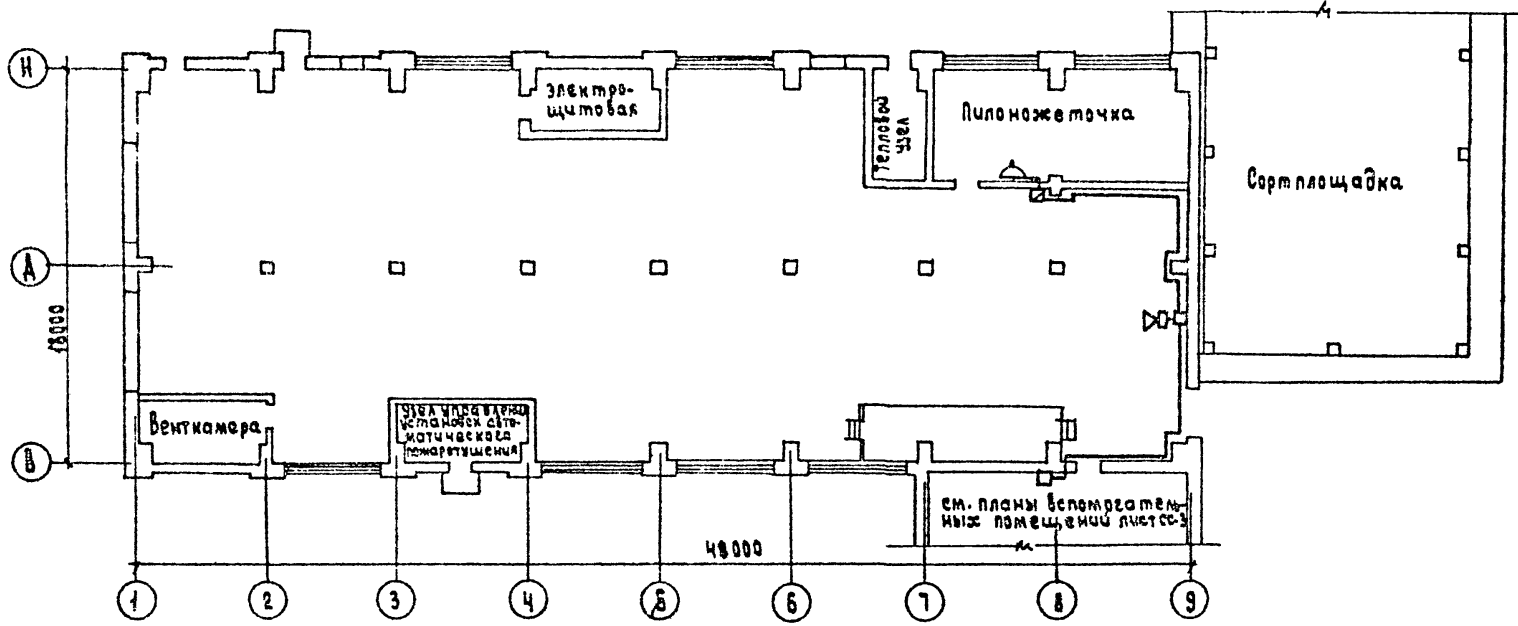 Н
Электро-
щитовая
Тепловой
узел
Пилоножеточка
Сортплощадка
А
18000
Венткамера
Узел управления
установок авто-
матического
пожаротушения
В
см. планы вспомогатель-
ных помещений лист СС-3
48000
1
2
3
4
5
6
7
8
9